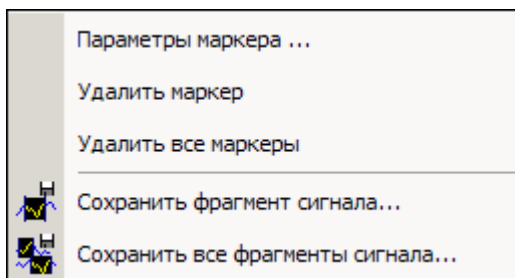 Параметры маркера ...
Удалить маркер
Удалить все маркеры
Сохранить фрагмент сигнала...
Сохранить все фрагменты сигнала...